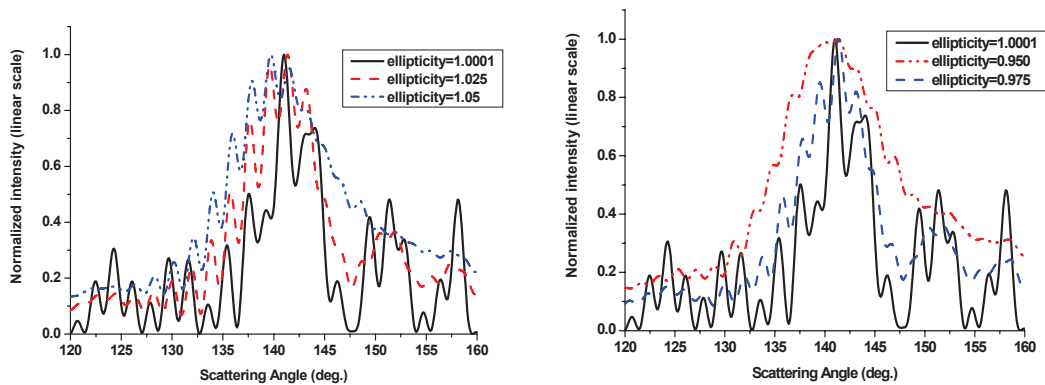 Normalized intensity (linear scale)
1.0
0.8
0.6
0.4
0.2
0.0
ellipticity=1.0001
ellipticity=1.025
ellipticity=1.05
120 125 130 135 140 145 150 155 160
Scattering Angle (deg.)
Normalized intensity (linear scale)
1.0
0.8
0.6
0.4
0.2
0.0
ellipticity=1.0001
ellipticity=0.950
ellipticity=0.975
120 125 130 135 140 145 150 155 160
Scattering Angle (deg.)